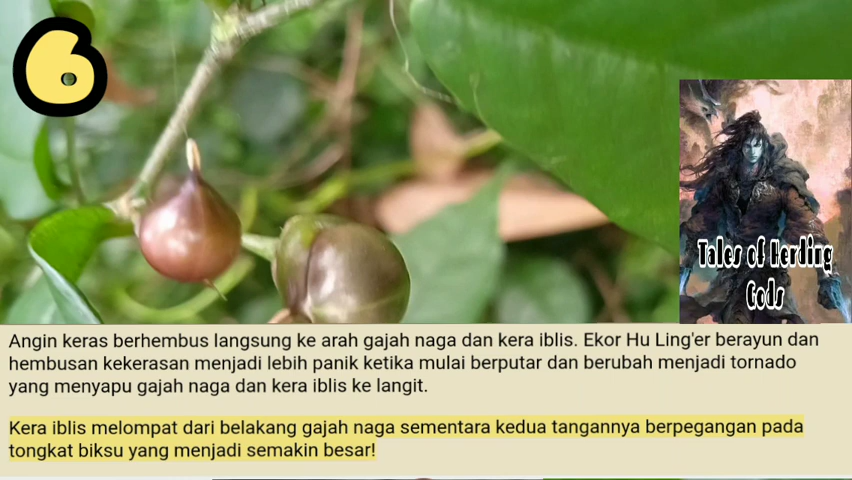 6
Tales of Herding
Gods
Angin keras berhembus langsung ke arah gajah naga dan kera iblis. Ekor Hu Ling'er berayun dan
hembusan kekerasan menjadi lebih panik ketika mulai berputar dan berubah menjadi tornado
yang menyapu gajah naga dan kera iblis ke langit.
Kera iblis melompat dari belakang gajah naga sementara kedua tangannya berpegangan pada
tongkat biksu yang menjadi semakin besar!